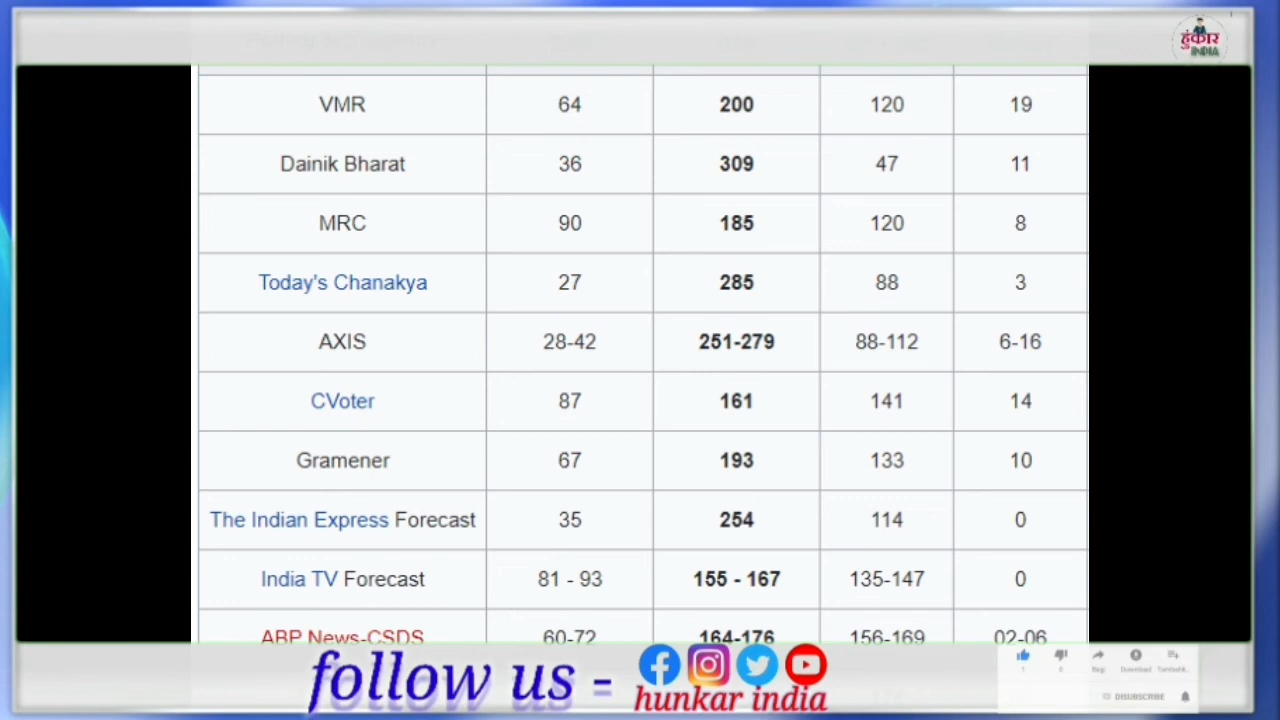 हुंकार
INDIA
VMR 64 200 120 19
Dainik Bharat 36 309 47 11
MRC 90 185 120 8
Today's Chanakya 27 285 88 3
AXIS 28-42 251-279 88-112 6-16
CVoter 87 161 141 14
Gramener 67 193 133 10
The Indian Express Forecast 35 254 114 0
India TV Forecast 81 - 93 155 - 167 135-147 0
ABP News-CSDS 60-72 164-176 156-169 02-06
follow us =
hunkar india
Download